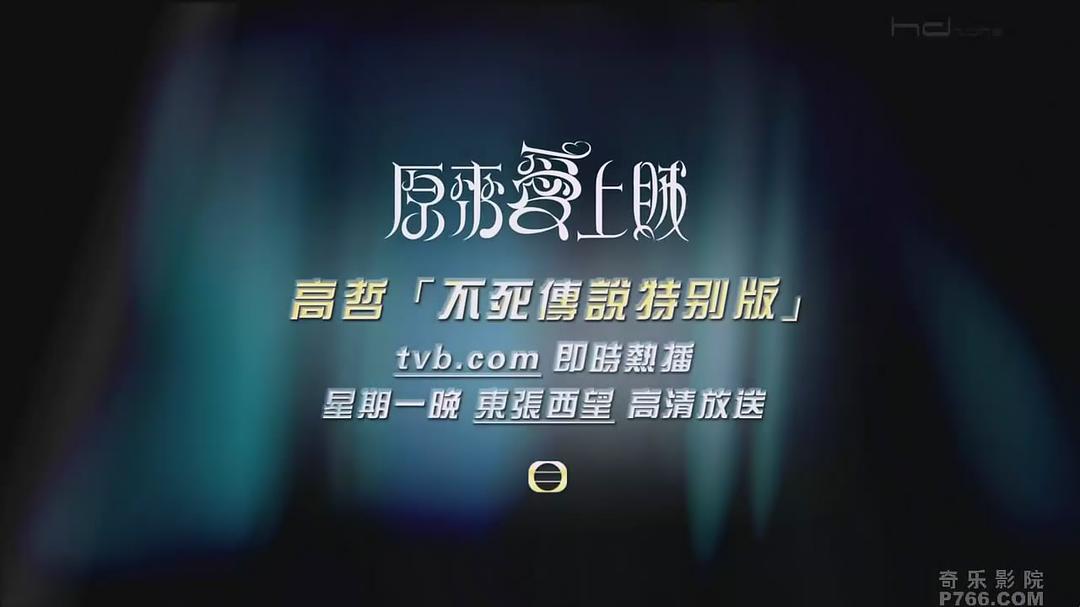 hd
原來愛上賊
高哲「不死傳說特别版」
tvb.com 即時熱播
星期一晚 東張西望 高清放送
奇乐影院
P766.COM